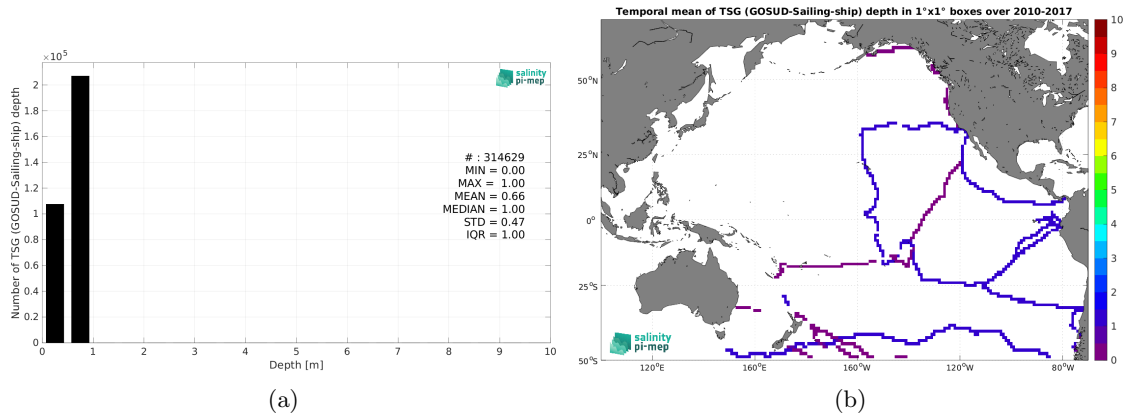 ×10⁵
2
1.8
1.6
1.4
1.2
1
0.8
0.6
0.4
0.2
0
Number of TSG (GOSUD-Sailing-ship) depth
salinity
pi-mep
# : 314629
MIN = 0.00
MAX = 1.00
MEAN = 0.66
MEDIAN = 1.00
STD = 0.47
IQR = 1.00
0 1 2 3 4 5 6 7 8 9 10
Depth [m]
(a)
Temporal mean of TSG (GOSUD-Sailing-ship) depth in 1°x1° boxes over 2010-2017
50°N
25°N
0°
25°S
50°S
120°E 160°E 160°W 120°W 80°W
salinity
pi-mep
10
9
8
7
6
5
4
3
2
1
0
(b)